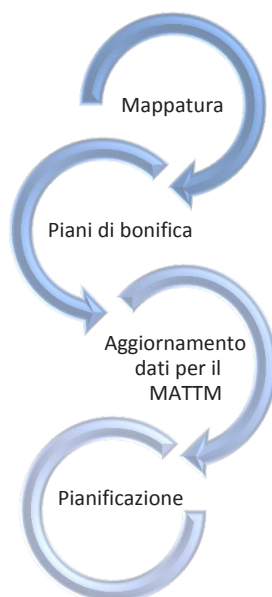 Mappatura
Piani di bonifica
Aggiornamento
dati per il
MATTM
Pianificazione